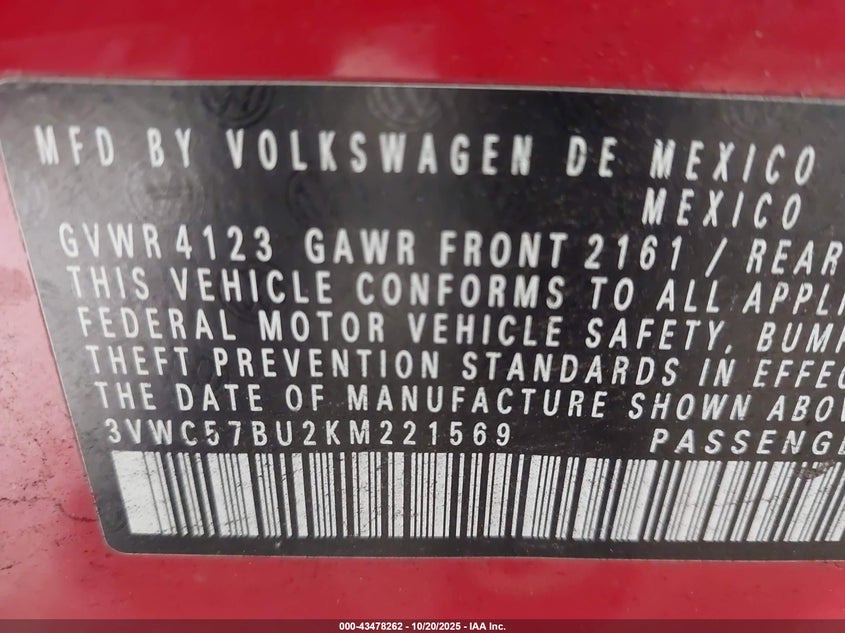 MFD BY VOLKSWAGEN DE MEXICO
MEXICO
GVWR 4123 GAWR FRONT 2161 / REAR
THIS VEHICLE CONFORMS TO ALL APPLI
FEDERAL MOTOR VEHICLE SAFETY, BUMP
THEFT PREVENTION STANDARDS IN EFFEC
THE DATE OF MANUFACTURE SHOWN ABOV
3VWC57BU2KM221569 PASSENGE
000-43478262 - 10/20/2025 - IAA Inc.